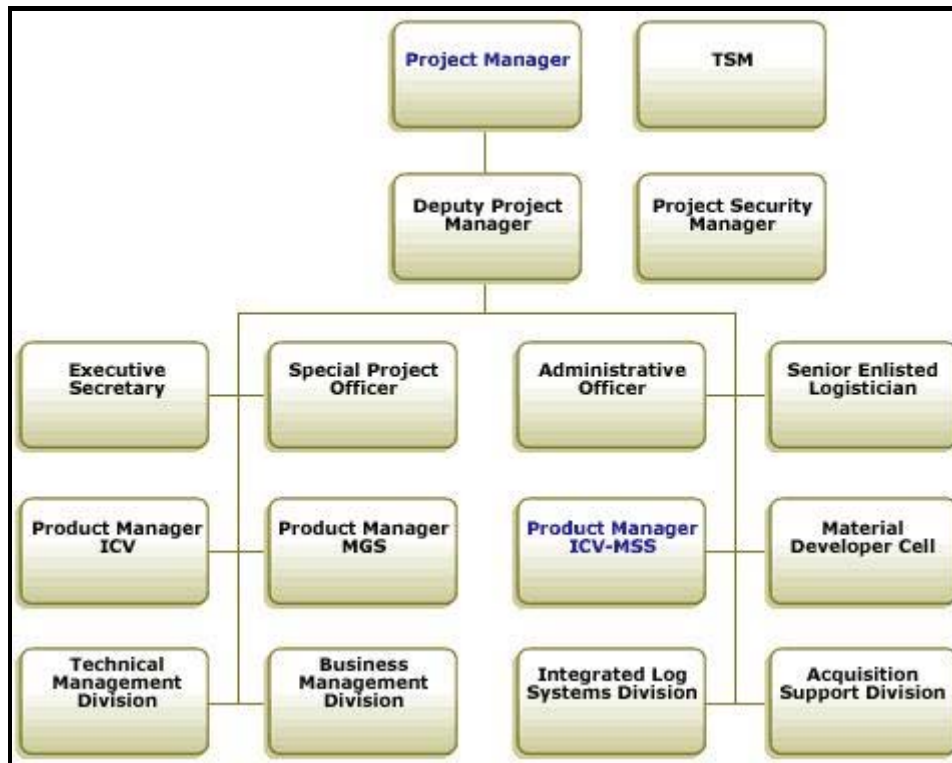 Project Manager
TSM
Deputy Project
Manager
Project Security
Manager
Executive
Secretary
Special Project
Officer
Administrative
Officer
Senior Enlisted
Logistician
Product Manager
ICV
Product Manager
MGS
Product Manager
ICV-MSS
Material
Developer Cell
Technical
Management
Division
Business
Management
Division
Integrated Log
Systems Division
Acquisition
Support Division